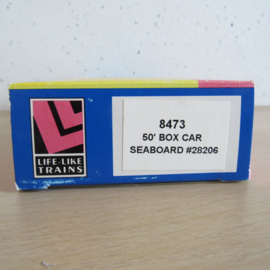 8473
50' BOX CAR
SEABOARD #28206
LIFE-LIKE
TRAINS